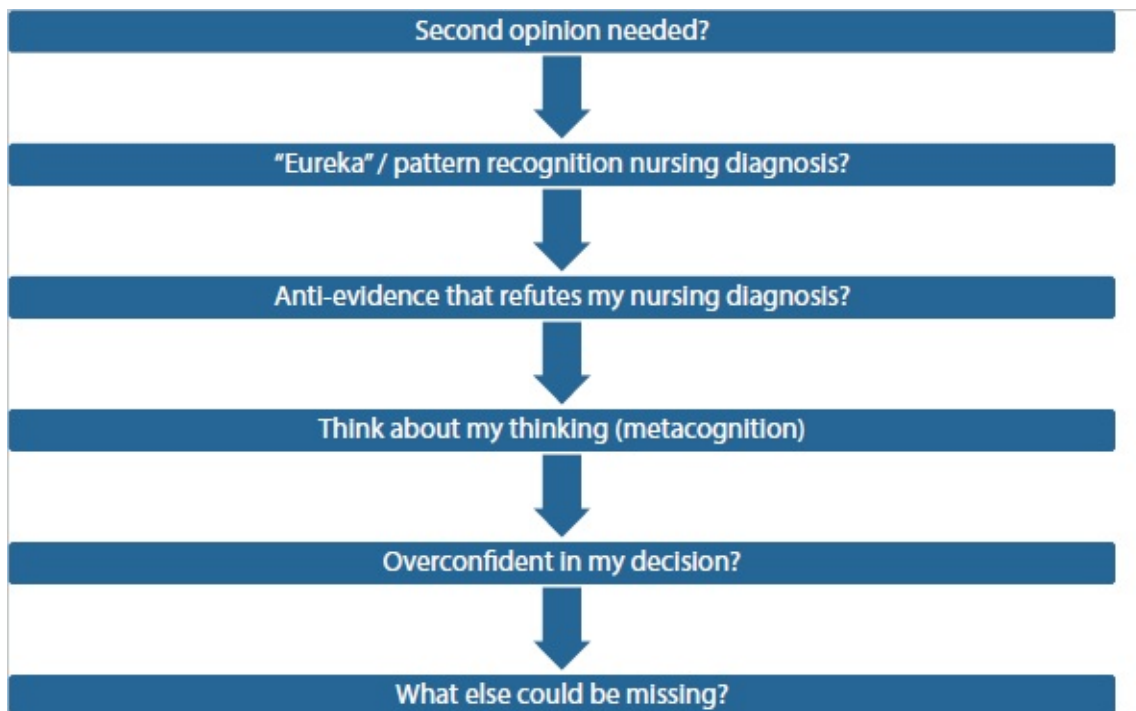 Second opinion needed?
“Eureka” / pattern recognition nursing diagnosis?
Anti-evidence that refutes my nursing diagnosis?
Think about my thinking (metacognition)
Overconfident in my decision?
What else could be missing?